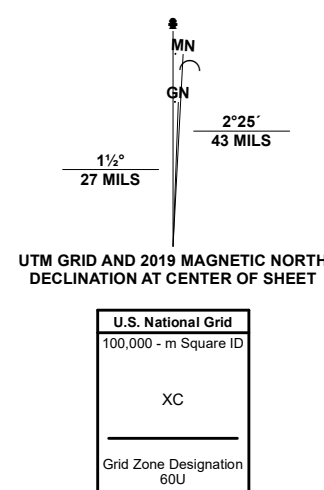 MN
GN
2°25´
43 MILS
1½°
27 MILS
UTM GRID AND 2019 MAGNETIC NORTH
DECLINATION AT CENTER OF SHEET
U.S. National Grid
100,000 - m Square ID
XC
Grid Zone Designation
60U